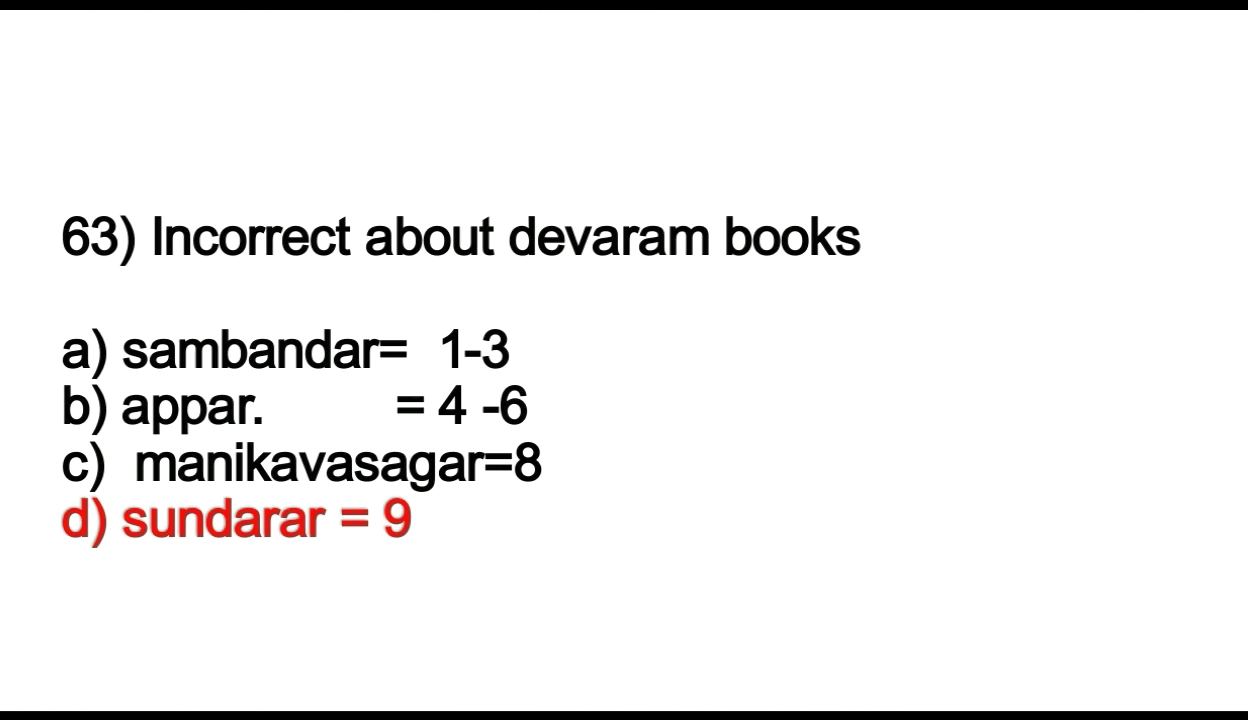 63) Incorrect about devaram books
a) sambandar= 1-3
b) appar. = 4 -6
c) manikavasagar=8
d) sundarar = 9